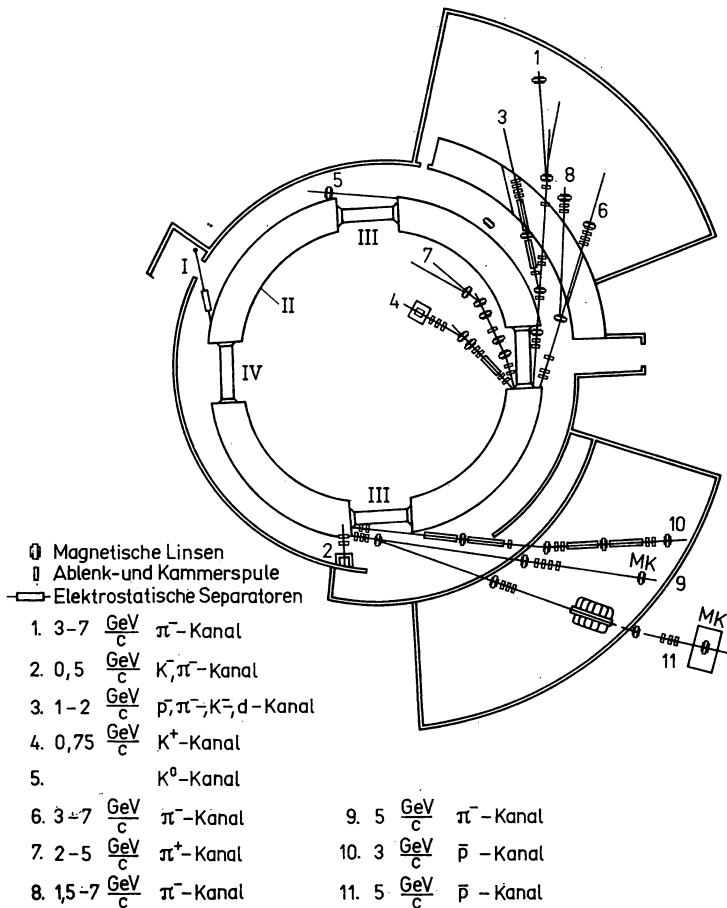 1
3
8
5
6
III
I
7
II
4
IV
III
10
2
MK
9
MK
11
Magnetische Linsen
Ablenk-und Kammerspule
Elektrostatische Separatoren
1. 3-7 GeV/c π⁻-Kanal
2. 0,5 GeV/c K⁻,π⁻-Kanal
3. 1-2 GeV/c p⁻,π⁻,K⁻,d-Kanal
4. 0,75 GeV/c K⁺-Kanal
5. K⁰-Kanal
6. 3-7 GeV/c π⁻-Kanal
7. 2-5 GeV/c π⁺-Kanal
8. 1,5-7 GeV/c π⁻-Kanal
9. 5 GeV/c π⁻-Kanal
10. 3 GeV/c p̄ -Kanal
11. 5 GeV/c p̄ -Kanal